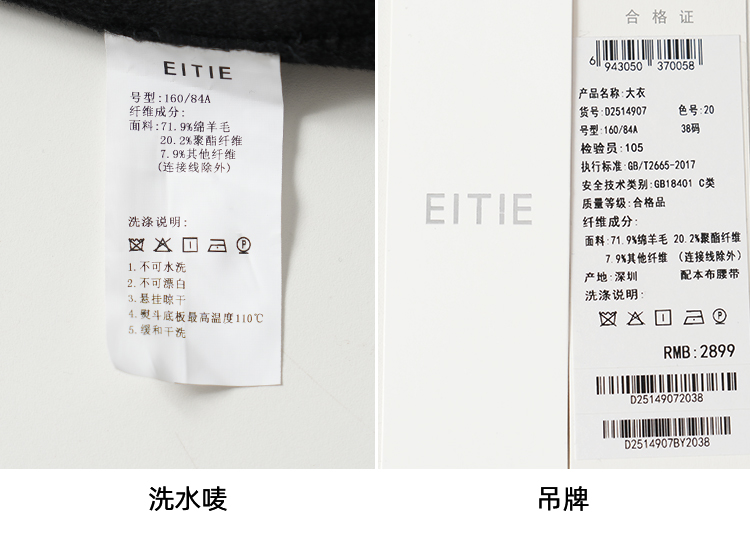 EITIE
号型:160/84A
纤维成分:
面料:71.9%绵羊毛
20.2%聚酯纤维
7.9%其他纤维
(连接线除外)
洗涤说明:
1.不可水洗
2.不可漂白
3.悬挂晾干
4.熨斗底板最高温度110℃
5.缓和干洗
洗水唛
EITIE
合格证
6 943050 370058
产品名称:大衣
货号:D2514907 色号:20
号型:160/84A 38码
检验员:105
执行标准:GB/T2665-2017
安全技术类别:GB18401 C类
质量等级:合格品
纤维成分:
面料:71.9%绵羊毛 20.2%聚酯纤维
7.9%其他纤维 (连接线除外)
产地:深圳 配本布腰带
洗涤说明:
RMB:2899
D25149072038
D2514907BY2038
吊牌